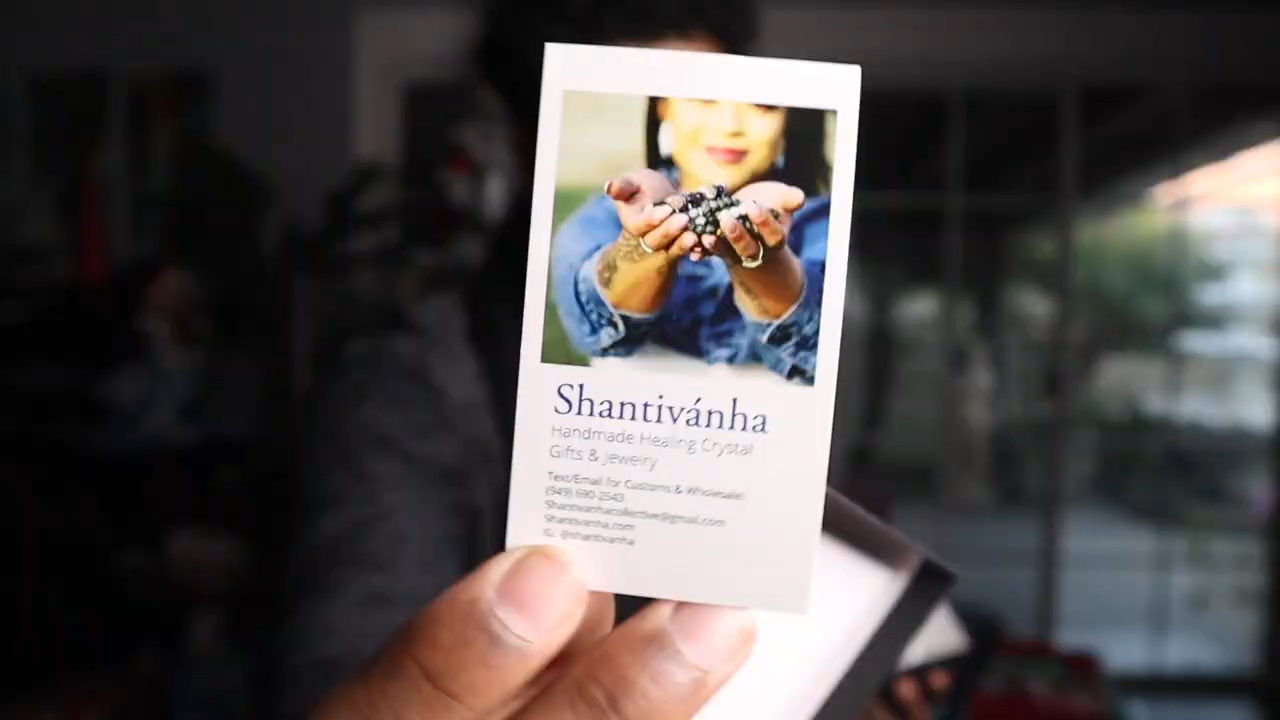 Shantivánha
Handmade Healing Crystal
Gifts & Jewelry
Text/Email for Customs & Wholesale!
(949) 690-2543
Shantivanhacollective@gmail.com
Shantivanha.com
IG: @shantivanha